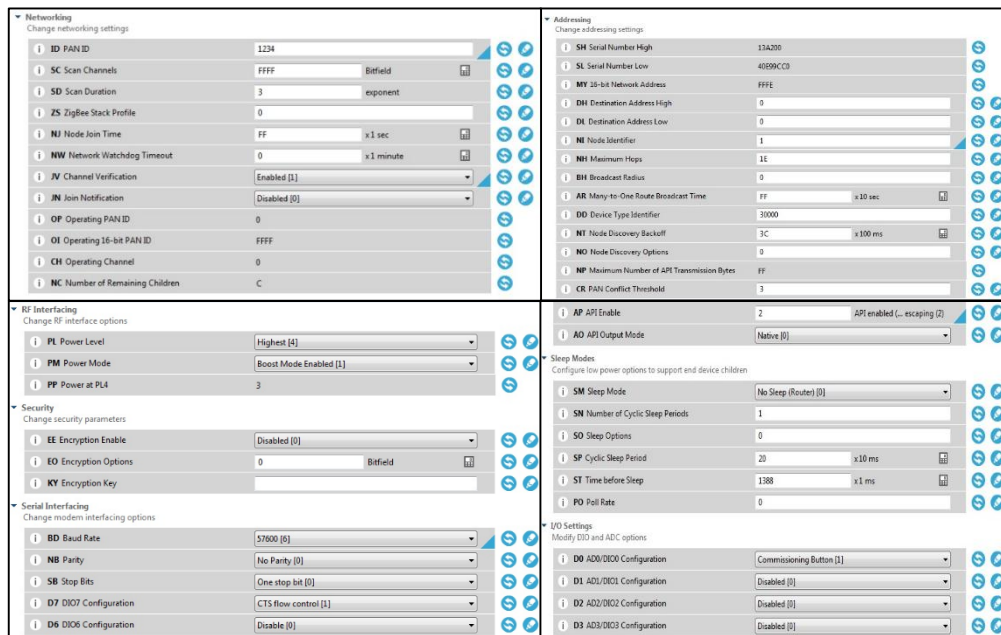 Networking
Change networking settings
ID PAN ID 1234
SC Scan Channels FFFF Bitfield
SD Scan Duration 3 exponent
ZS ZigBee Stack Profile 0
NJ Node Join Time FF x 1 sec
NW Network Watchdog Timeout 0 x 1 minute
JV Channel Verification Enabled [1]
JN Join Notification Disabled [0]
OP Operating PAN ID 0
OI Operating 16-bit PAN ID FFFF
CH Operating Channel 0
NC Number of Remaining Children C
Addressing
Change addressing settings
SH Serial Number High 13A200
SL Serial Number Low 40E99CC0
MY 16-bit Network Address FFFE
DH Destination Address High 0
DL Destination Address Low 0
NI Node Identifier 1
NH Maximum Hops 1E
BH Broadcast Radius 0
AR Many-to-One Route Broadcast Time FF x 10 sec
DD Device Type Identifier 30000
NT Node Discovery Backoff 3C x 100 ms
NO Node Discovery Options 0
NP Maximum Number of API Transmission Bytes FF
CR PAN Conflict Threshold 3
RF Interfacing
Change RF interface options
PL Power Level Highest [4]
PM Power Mode Boost Mode Enabled [1]
PP Power at PL4 3
Security
Change security parameters
EE Encryption Enable Disabled [0]
EO Encryption Options 0 Bitfield
KY Encryption Key
Serial Interfacing
Change modem interfacing options
BD Baud Rate 57600 [6]
NB Parity No Parity [0]
SB Stop Bits One stop bit [0]
D7 DIO7 Configuration CTS flow control [1]
D6 DIO6 Configuration Disable [0]
AP API Enable 2 API enabled (... escaping (2)
AO API Output Mode Native [0]
Sleep Modes
Configure low power options to support end device children
SM Sleep Mode No Sleep (Router) [0]
SN Number of Cyclic Sleep Periods 1
SO Sleep Options 0
SP Cyclic Sleep Period 20 x 10 ms
ST Time before Sleep 1388 x 1 ms
PO Poll Rate 0
I/O Settings
Modify DIO and ADC options
D0 AD0/DIO0 Configuration Commissioning Button [1]
D1 AD1/DIO1 Configuration Disabled [0]
D2 AD2/DIO2 Configuration Disabled [0]
D3 AD3/DIO3 Configuration Disabled [0]